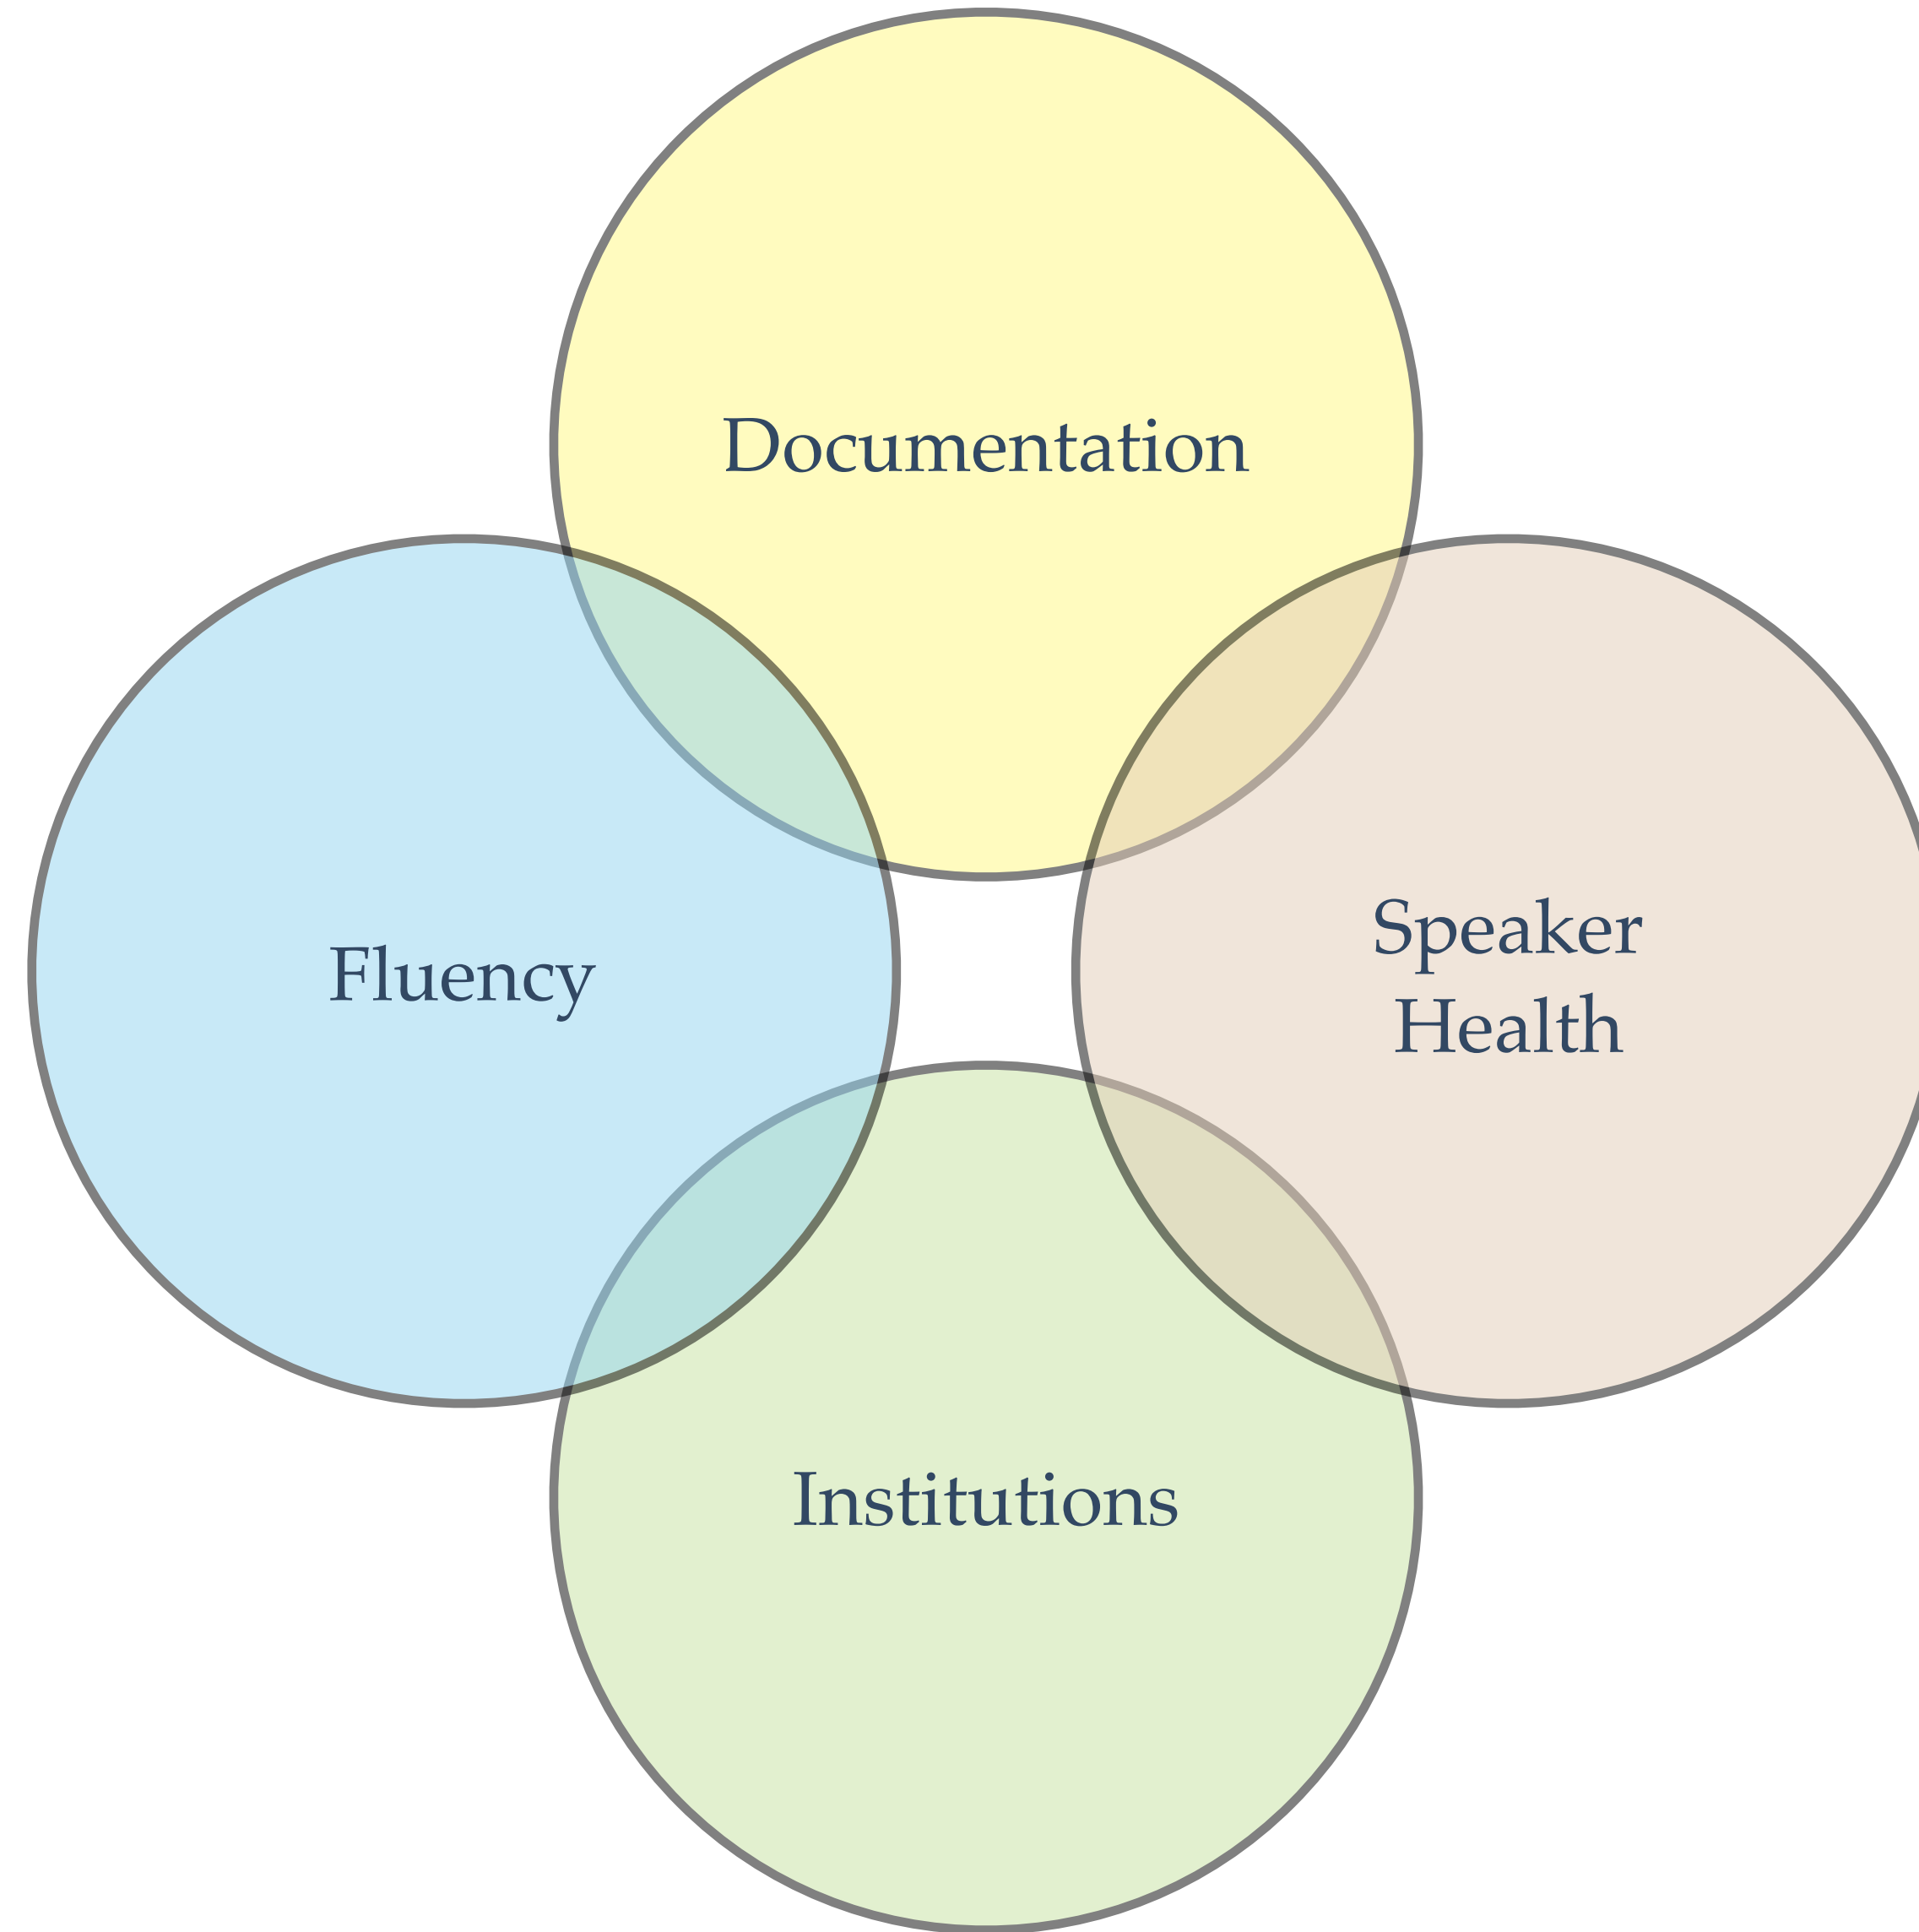 Documentation
Fluency
Speaker
Health
Institutions